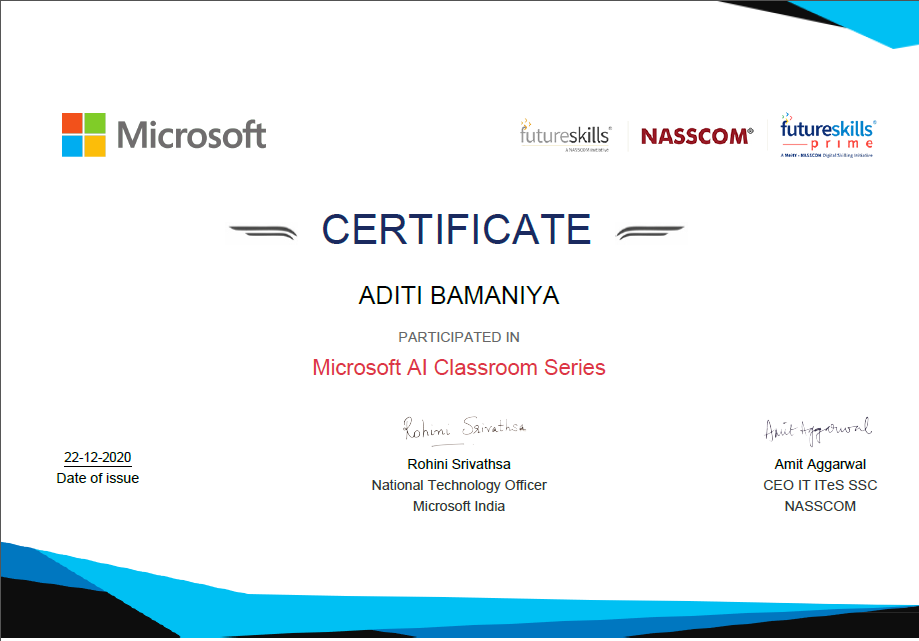 Microsoft
futureskills®
A NASSCOM Initiative
NASSCOM®
futureskills®
prime
A MeitY - NASSCOM Digital Skilling Initiative
CERTIFICATE
ADITI BAMANIYA
PARTICIPATED IN
Microsoft AI Classroom Series
22-12-2020
Date of issue
Rohini Srivathsa
Rohini Srivathsa
National Technology Officer
Microsoft India
Amit Aggarwal
Amit Aggarwal
CEO IT ITeS SSC
NASSCOM